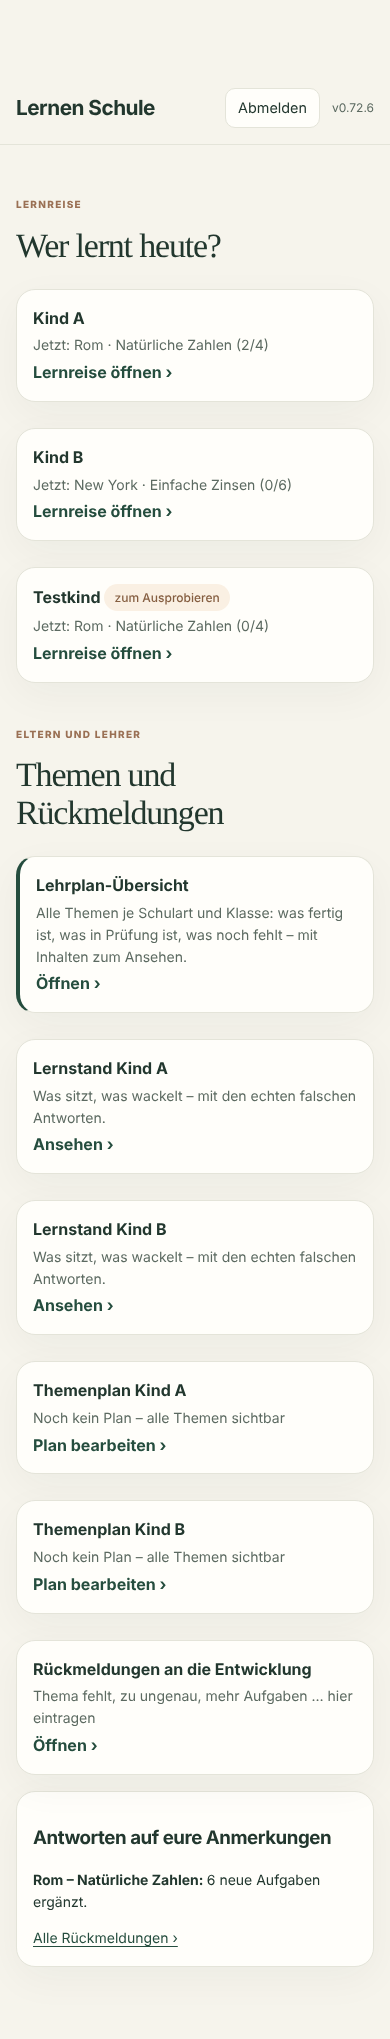 Lernen Schule
Abmelden
v0.72.6
LERNREISE
Wer lernt heute?
Kind A
Jetzt: Rom · Natürliche Zahlen (2/4)
Lernreise öffnen ›
Kind B
Jetzt: New York · Einfache Zinsen (0/6)
Lernreise öffnen ›
Testkind zum Ausprobieren
Jetzt: Rom · Natürliche Zahlen (0/4)
Lernreise öffnen ›
ELTERN UND LEHRER
Themen und
Rückmeldungen
Lehrplan-Übersicht
Alle Themen je Schulart und Klasse: was fertig
ist, was in Prüfung ist, was noch fehlt – mit
Inhalten zum Ansehen.
Öffnen ›
Lernstand Kind A
Was sitzt, was wackelt – mit den echten falschen
Antworten.
Ansehen ›
Lernstand Kind B
Was sitzt, was wackelt – mit den echten falschen
Antworten.
Ansehen ›
Themenplan Kind A
Noch kein Plan – alle Themen sichtbar
Plan bearbeiten ›
Themenplan Kind B
Noch kein Plan – alle Themen sichtbar
Plan bearbeiten ›
Rückmeldungen an die Entwicklung
Thema fehlt, zu ungenau, mehr Aufgaben … hier
eintragen
Öffnen ›
Antworten auf eure Anmerkungen
Rom – Natürliche Zahlen: 6 neue Aufgaben
ergänzt.
Alle Rückmeldungen ›